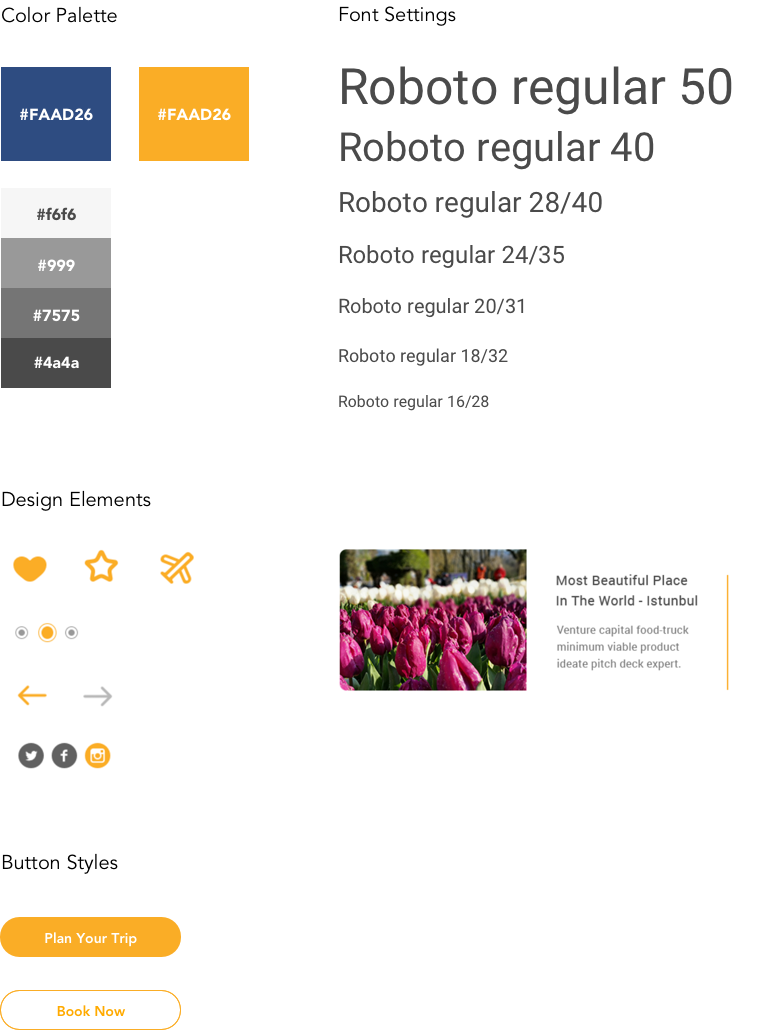 Color Palette
Font Settings
#FAAD26
#FAAD26
#f6f6
#999
#7575
#4a4a
Roboto regular 50
Roboto regular 40
Roboto regular 28/40
Roboto regular 24/35
Roboto regular 20/31
Roboto regular 18/32
Roboto regular 16/28
Design Elements
Most Beautiful Place
In The World - Istunbul
Venture capital food-truck
minimum viable product
ideate pitch deck expert.
Button Styles
Plan Your Trip
Book Now